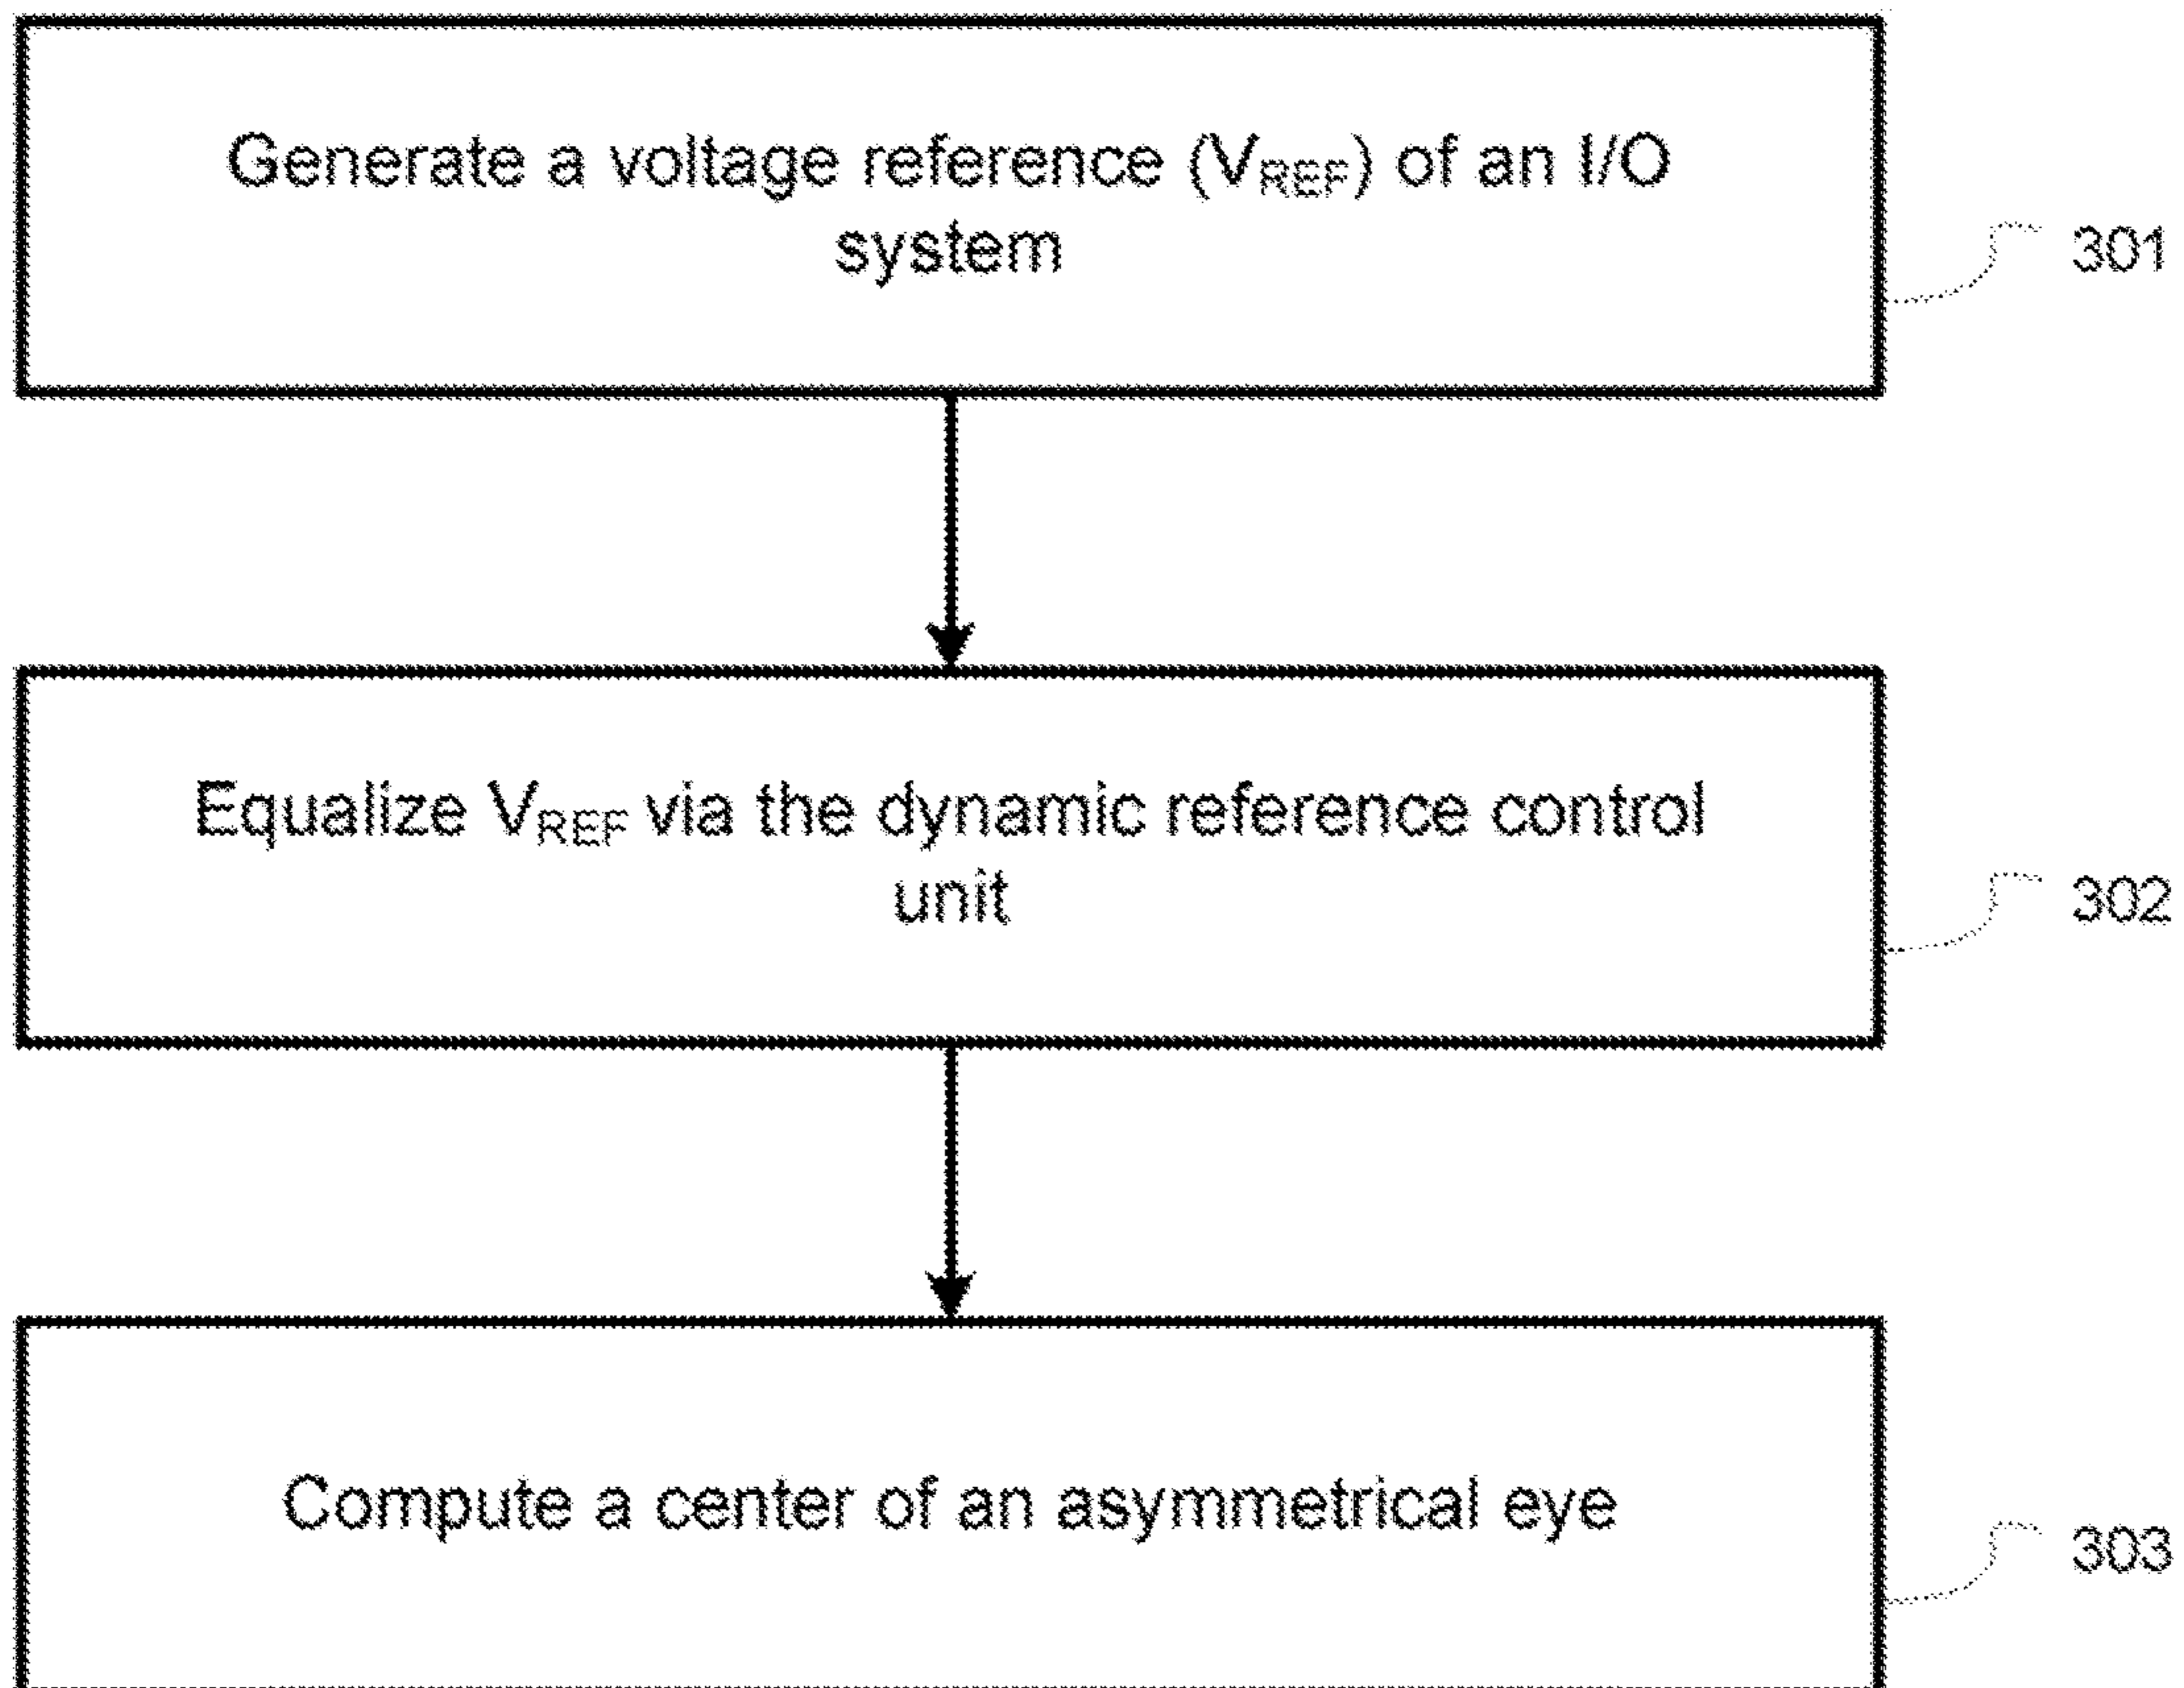 Generate a voltage reference (VREF) of an I/O
system
301
Equalize VREF via the dynamic reference control
unit
302
Compute a center of an asymmetrical eye
303